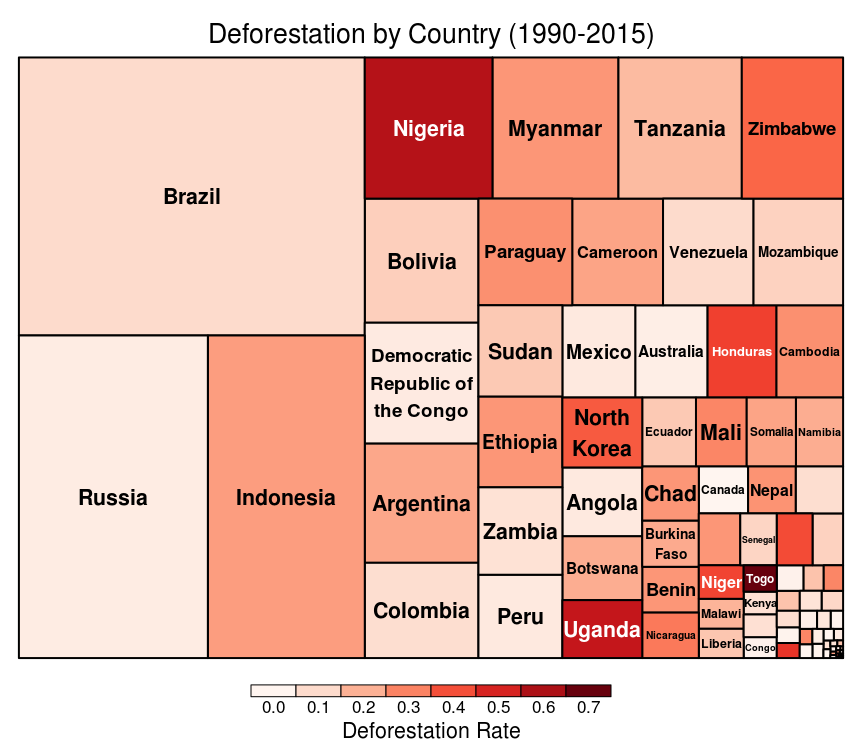 Deforestation by Country (1990-2015)
Brazil
Nigeria
Myanmar
Tanzania
Zimbabwe
Bolivia
Paraguay
Cameroon
Venezuela
Mozambique
Democratic
Republic of
the Congo
Sudan
Mexico
Australia
Honduras
Cambodia
Russia
Indonesia
Argentina
Ethiopia
North
Korea
Ecuador
Mali
Somalia
Namibia
Zambia
Angola
Chad
Canada
Nepal
Burkina
Faso
Senegal
Colombia
Peru
Botswana
Uganda
Benin
Nicaragua
Niger
Togo
Malawi
Kenya
Liberia
Congo
0.0 0.1 0.2 0.3 0.4 0.5 0.6 0.7
Deforestation Rate